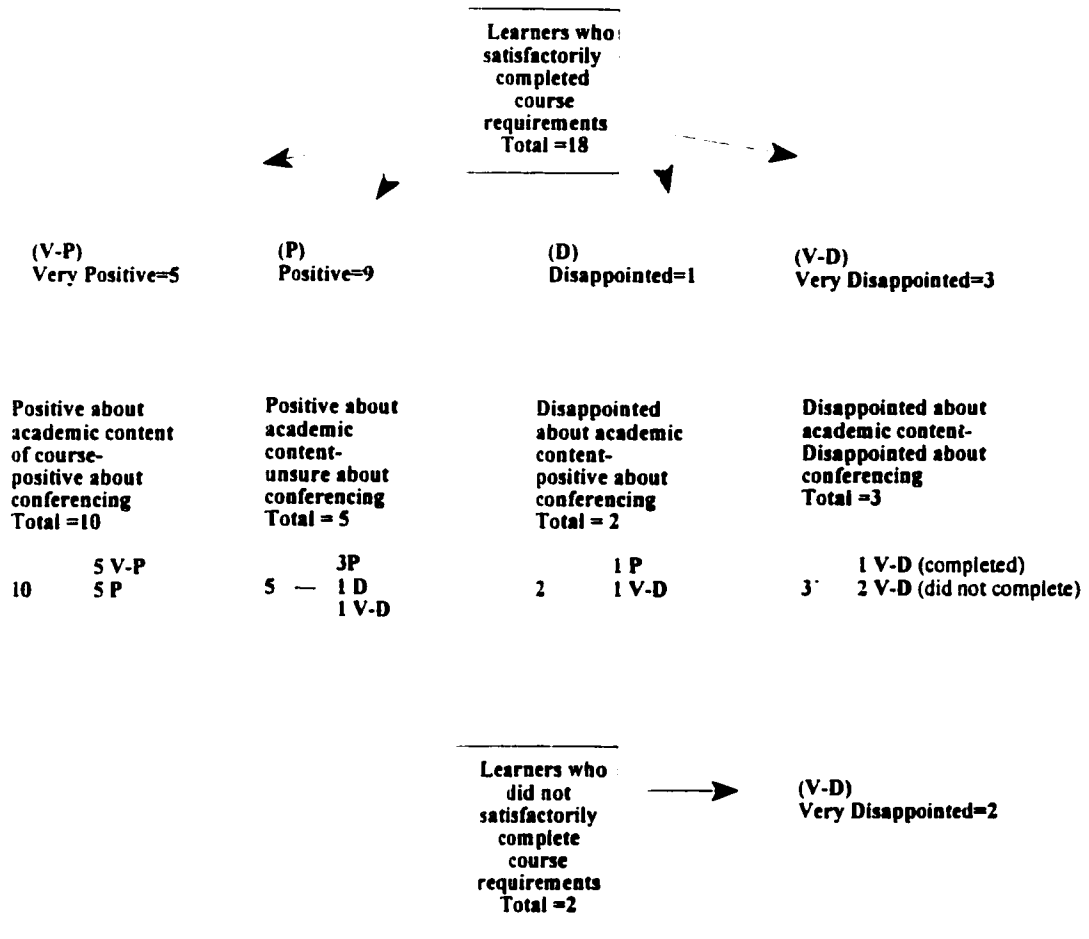 Learners who
satisfactorily
completed
course
requirements
Total =18
(V-P)
Very Positive=5
(P)
Positive=9
(D)
Disappointed=1
(V-D)
Very Disappointed=3
Positive about
academic content
of course-
positive about
conferencing
Total =10
5 V-P
10 5 P
Positive about
academic
content-
unsure about
conferencing
Total = 5
3P
5 — 1 D
1 V-D
Disappointed
about academic
content-
positive about
conferencing
Total = 2
1 P
2 1 V-D
Disappointed about
academic content-
Disappointed about
conferencing
Total =3
1 V-D (completed)
3 2 V-D (did not complete)
Learners who
did not
satisfactorily
complete
course
requirements
Total =2
(V-D)
Very Disappointed=2